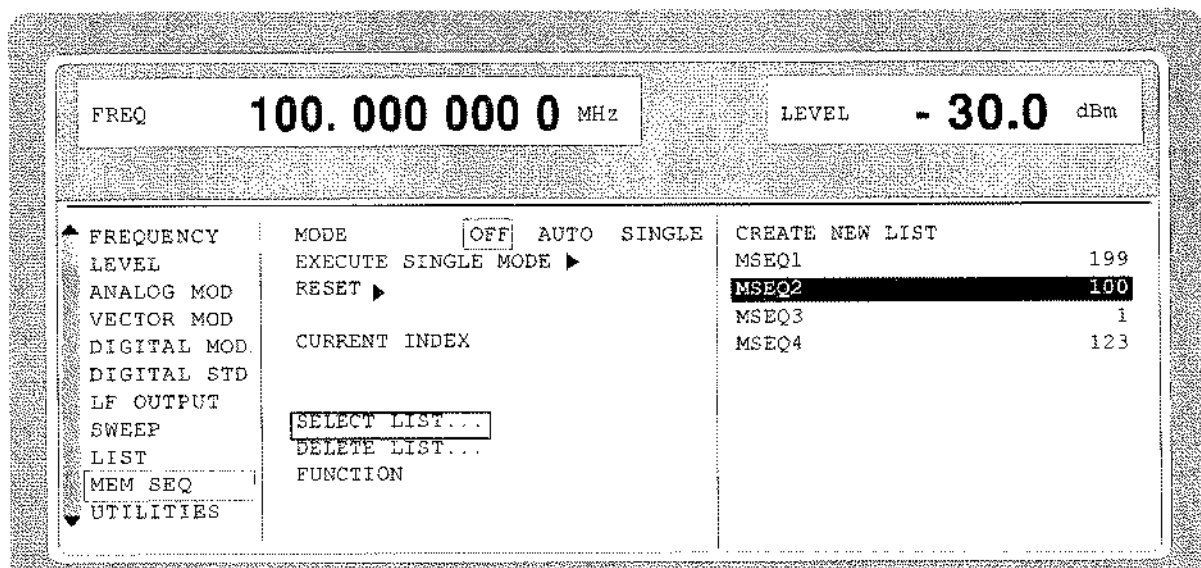 FREQ 100. 000 000 0 MHz
LEVEL - 30.0 dBm
FREQUENCY
LEVEL
ANALOG MOD
VECTOR MOD
DIGITAL MOD.
DIGITAL STD
LF OUTPUT
SWEEP
LIST
MEM SEQ
UTILITIES
MODE OFF AUTO SINGLE
EXECUTE SINGLE MODE ▶
RESET ▶
CURRENT INDEX
SELECT LIST...
DELETE LIST...
FUNCTION
CREATE NEW LIST
MSEQ1 199
MSEQ2 100
MSEQ3 1
MSEQ4 123